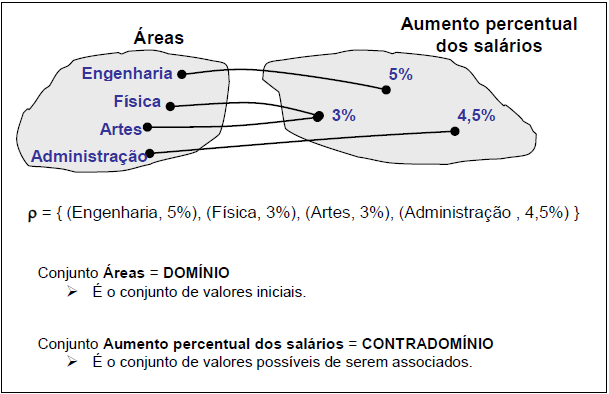 Áreas
Aumento percentual
dos salários
Engenharia
5%
Física
3%
Artes
4,5%
Administração
ρ = { (Engenharia, 5%), (Física, 3%), (Artes, 3%), (Administração , 4,5%) }
Conjunto Áreas = DOMÍNIO
➢ É o conjunto de valores iniciais.
Conjunto Aumento percentual dos salários = CONTRADOMÍNIO
➢ É o conjunto de valores possíveis de serem associados.